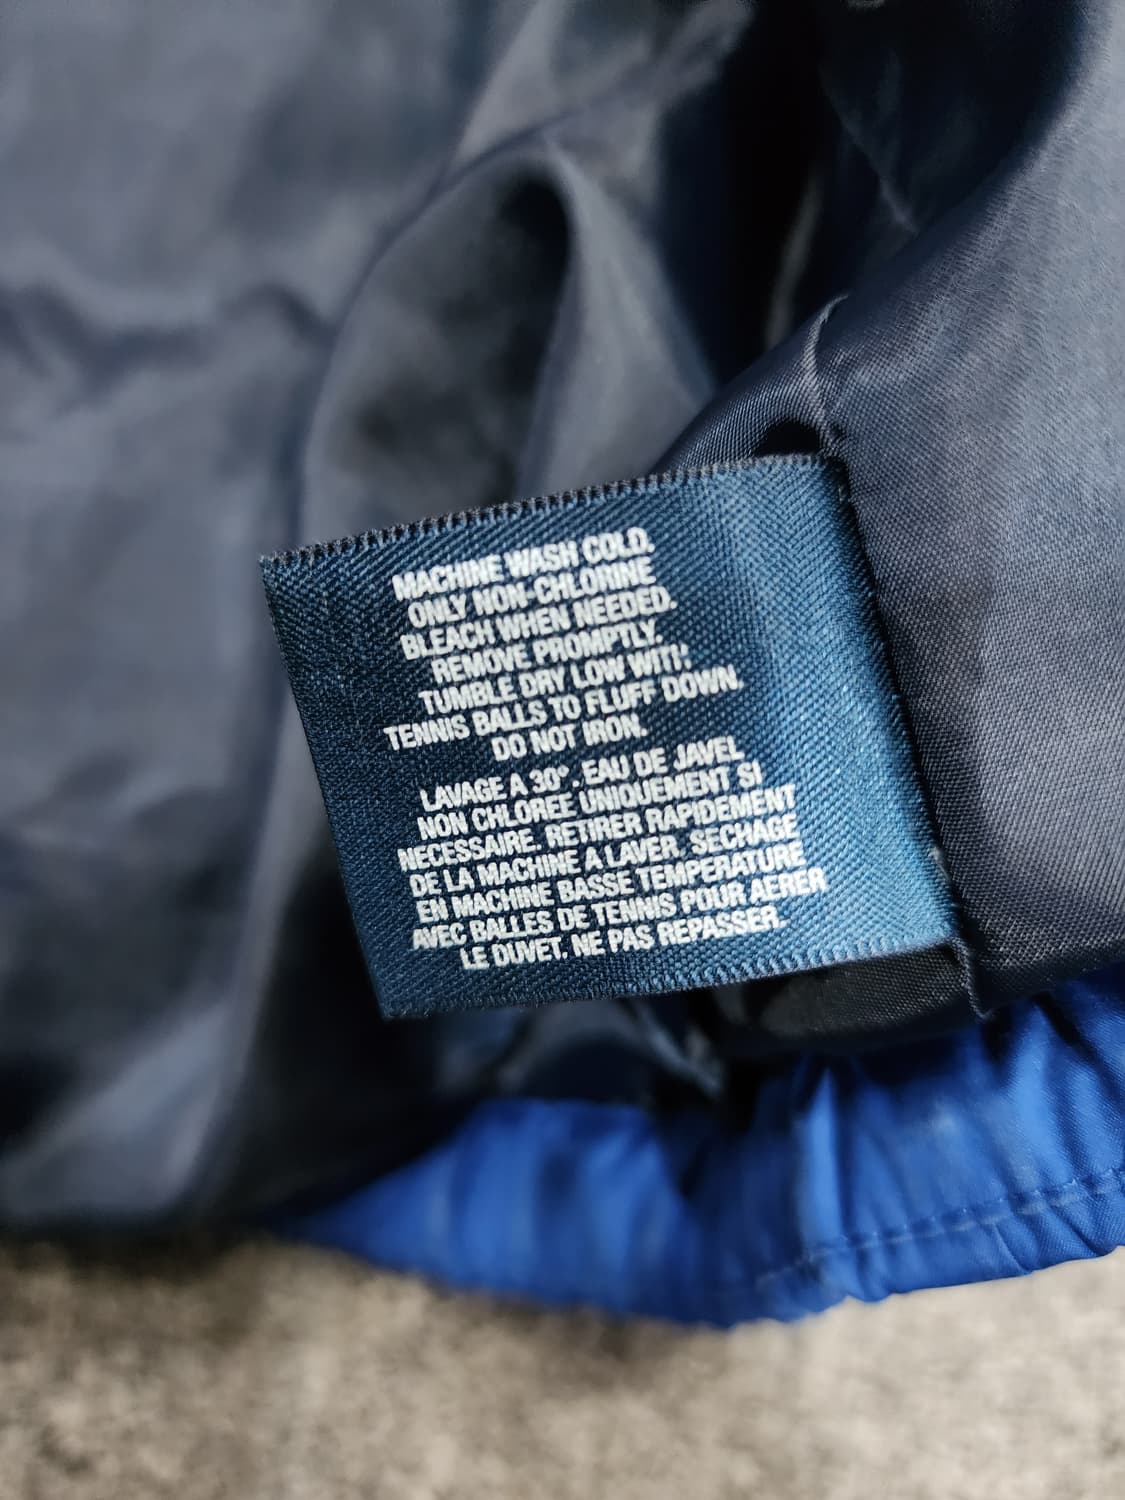 MACHINE WASH COLD.
ONLY NON-CHLORINE
BLEACH WHEN NEEDED.
REMOVE PROMPTLY.
TUMBLE DRY LOW WITH
TENNIS BALLS TO FLUFF DOWN.
DO NOT IRON.
LAVAGE A 30°. EAU DE JAVEL
NON CHLOREE UNIQUEMENT SI
NECESSAIRE. RETIRER RAPIDEMENT
DE LA MACHINE A LAVER. SECHAGE
EN MACHINE BASSE TEMPERATURE
AVEC BALLES DE TENNIS POUR AERER
LE DUVET. NE PAS REPASSER.